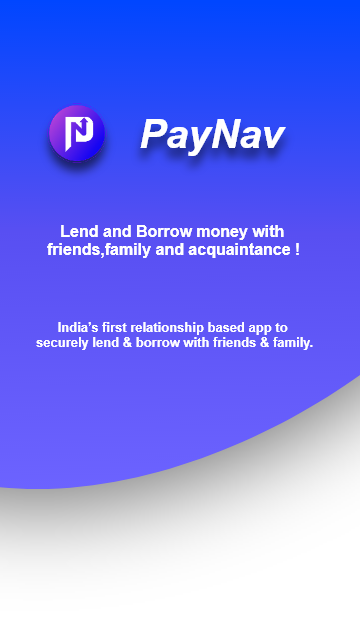 PayNav
Lend and Borrow money with
friends,family and acquaintance !
India's first relationship based app to
securely lend & borrow with friends & family.